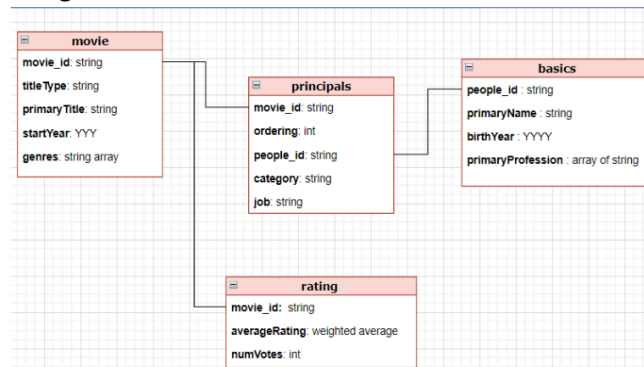 movie
movie_id: string
titleType: string
primaryTitle: string
startYear: YYY
genres: string array
principals
movie_id: string
ordering: int
people_id: string
category: string
job: string
basics
people_id : string
primaryName : string
birthYear : YYYY
primaryProfession : array of string
rating
movie_id: string
averageRating: weighted average
numVotes: int